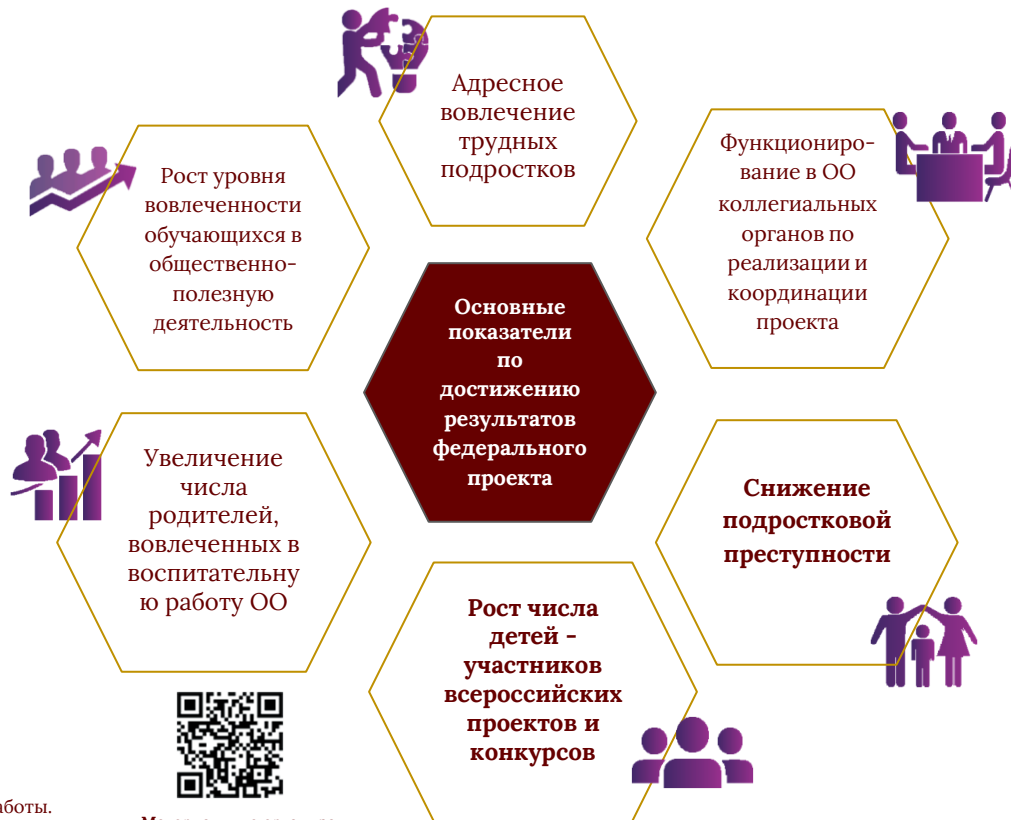 Адресное
вовлечение
трудных
подростков
Рост уровня
вовлеченности
обучающихся в
общественно-
полезную
деятельность
Функциониро-
вание в ОО
коллегиальных
органов по
реализации и
координации
проекта
Основные
показатели
по
достижению
результатов
федерального
проекта
Увеличение
числа
родителей,
вовлеченных в
воспитательну
ю работу ОО
Снижение
подростковой
преступности
Рост числа
детей -
участников
всероссийских
проектов и
конкурсов